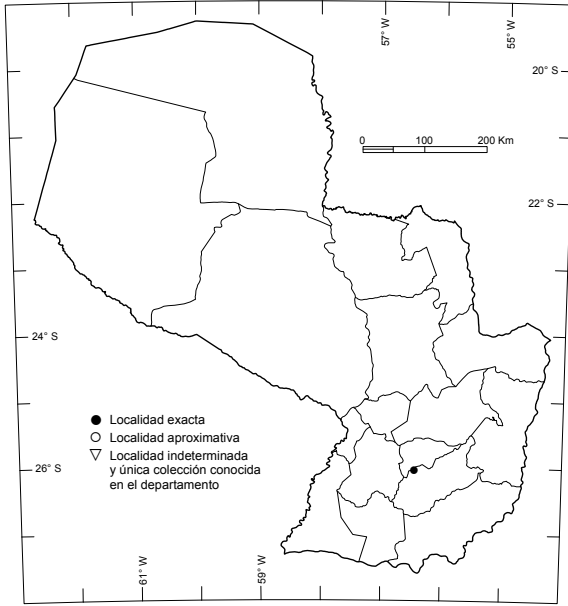 57° W
55° W
20° S
0 100 200 Km
22° S
24° S
Localidad exacta
Localidad aproximativa
Localidad indeterminada
y única colección conocida
en el departamento
26° S
61° W
59° W